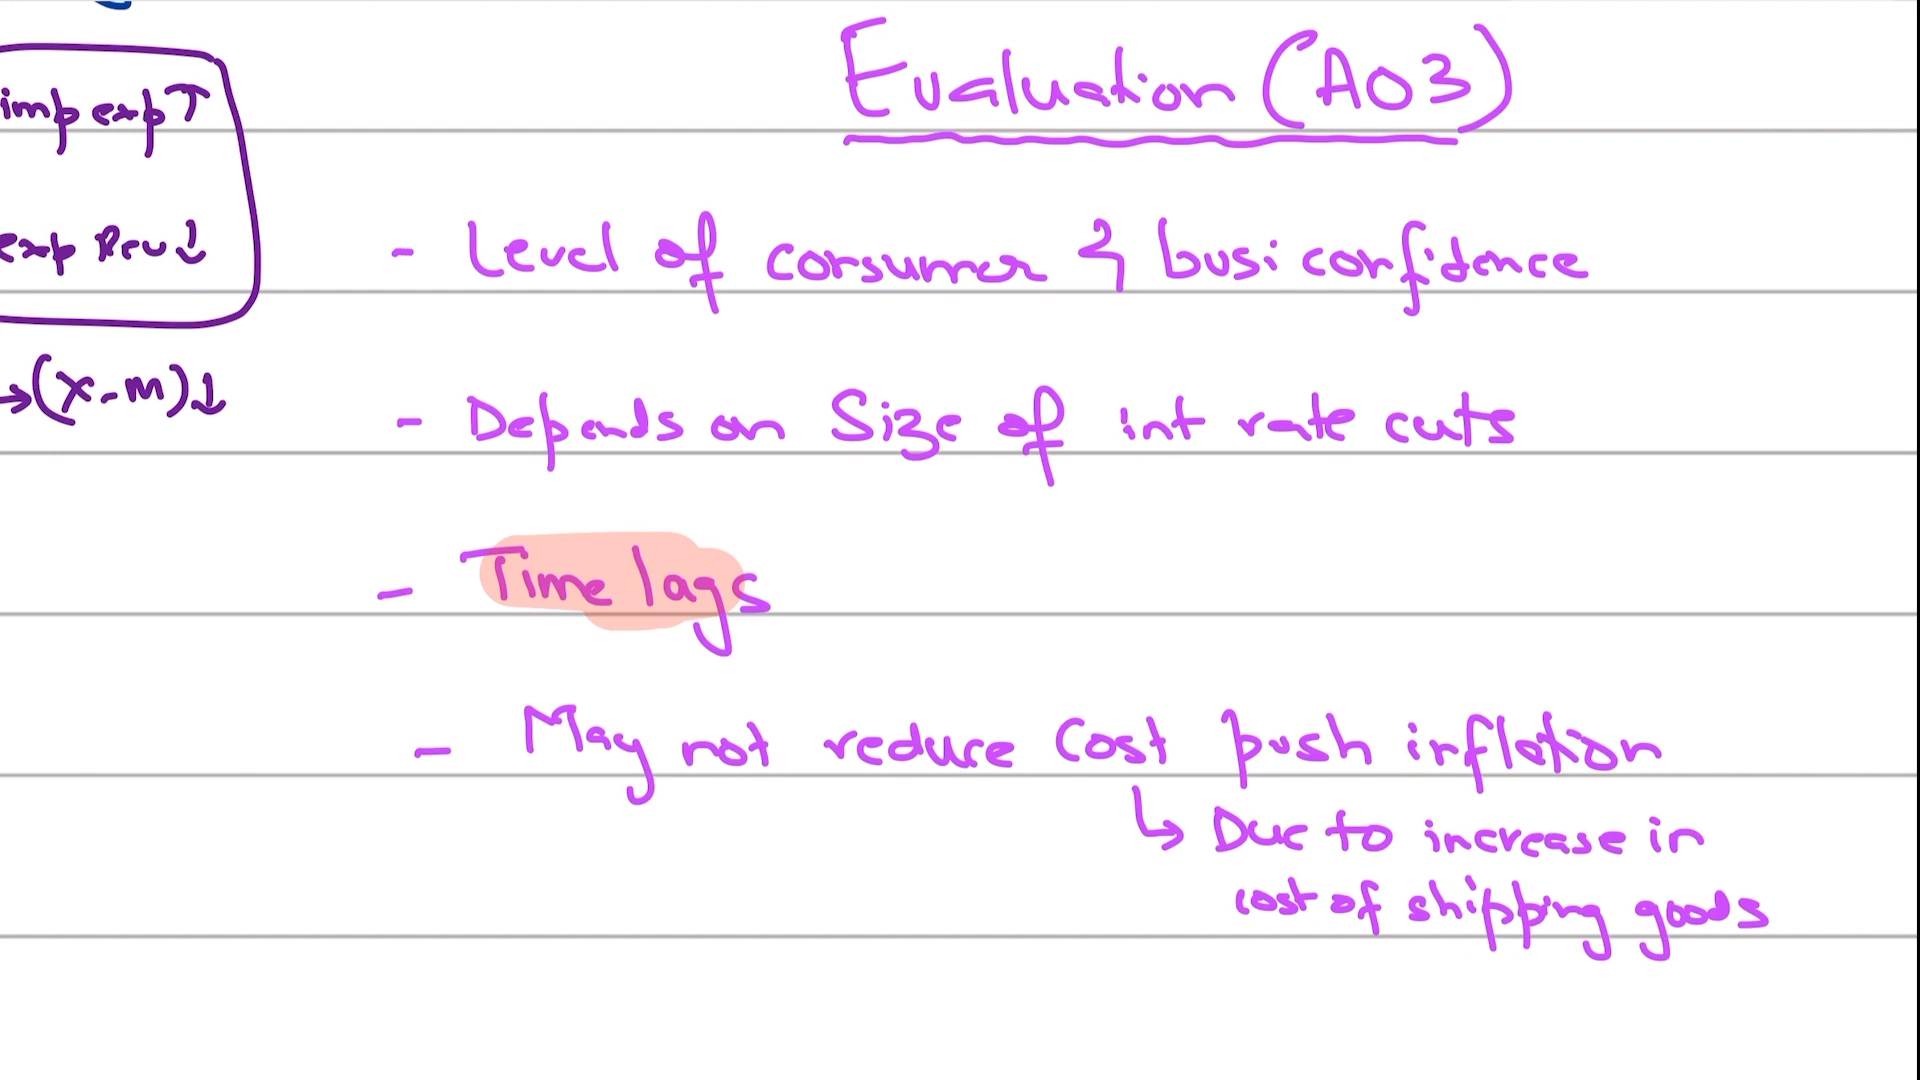 imp exp ↑
exp Rev ↓
→ (x-m) ↓
Evaluation (AO3)
- Level of consumer & busi confidence
- Depends on Size of int rate cuts
- Time lags
- May not reduce Cost push inflation
↳ Due to increase in
cost of shipping goods